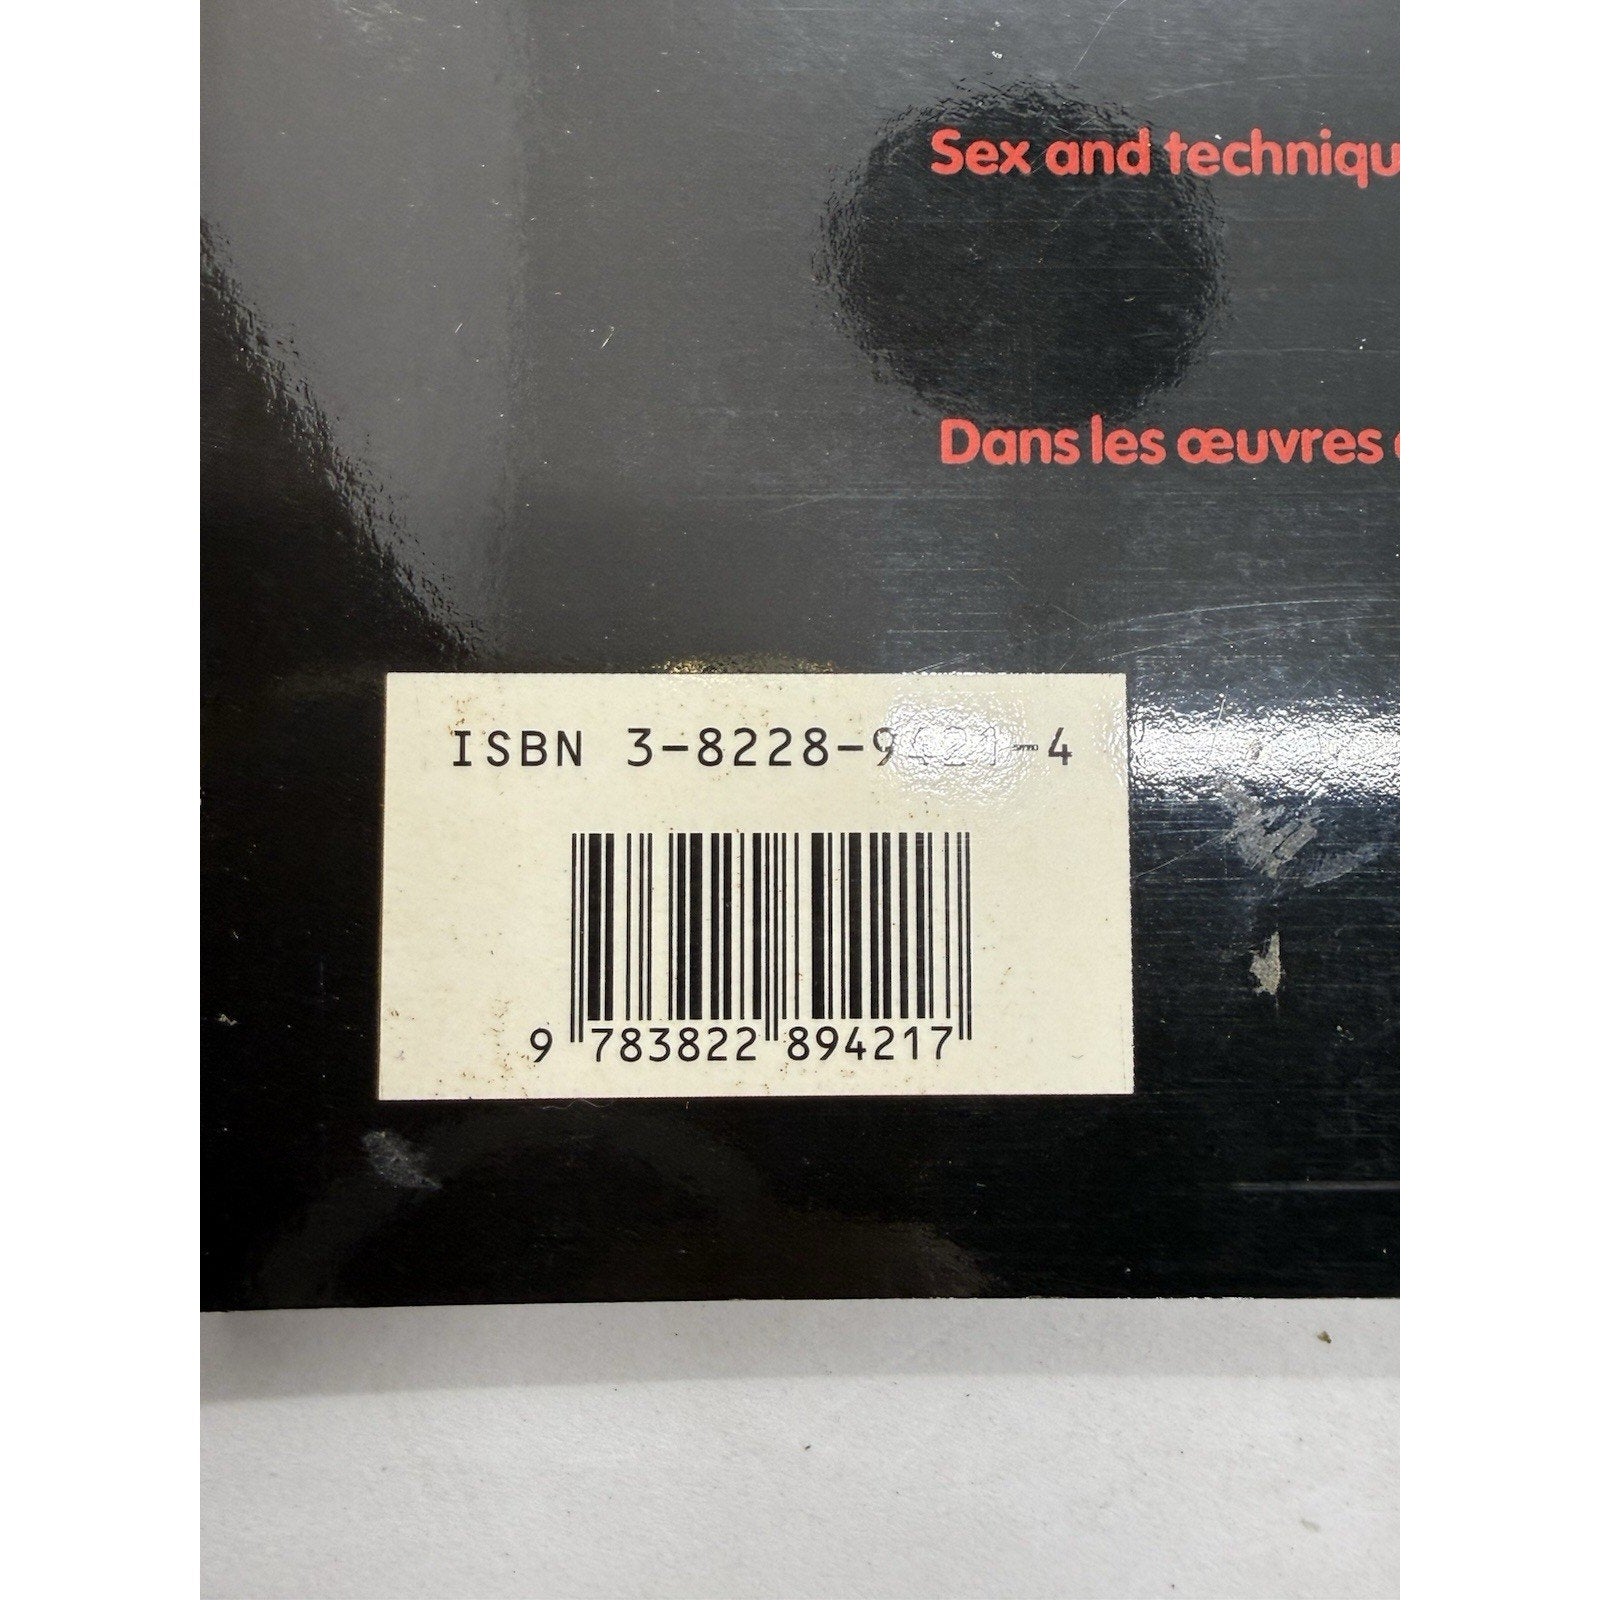 Sex and techniqu
Dans les œuvres
ISBN 3-8228-9421-4
9 783822 894217